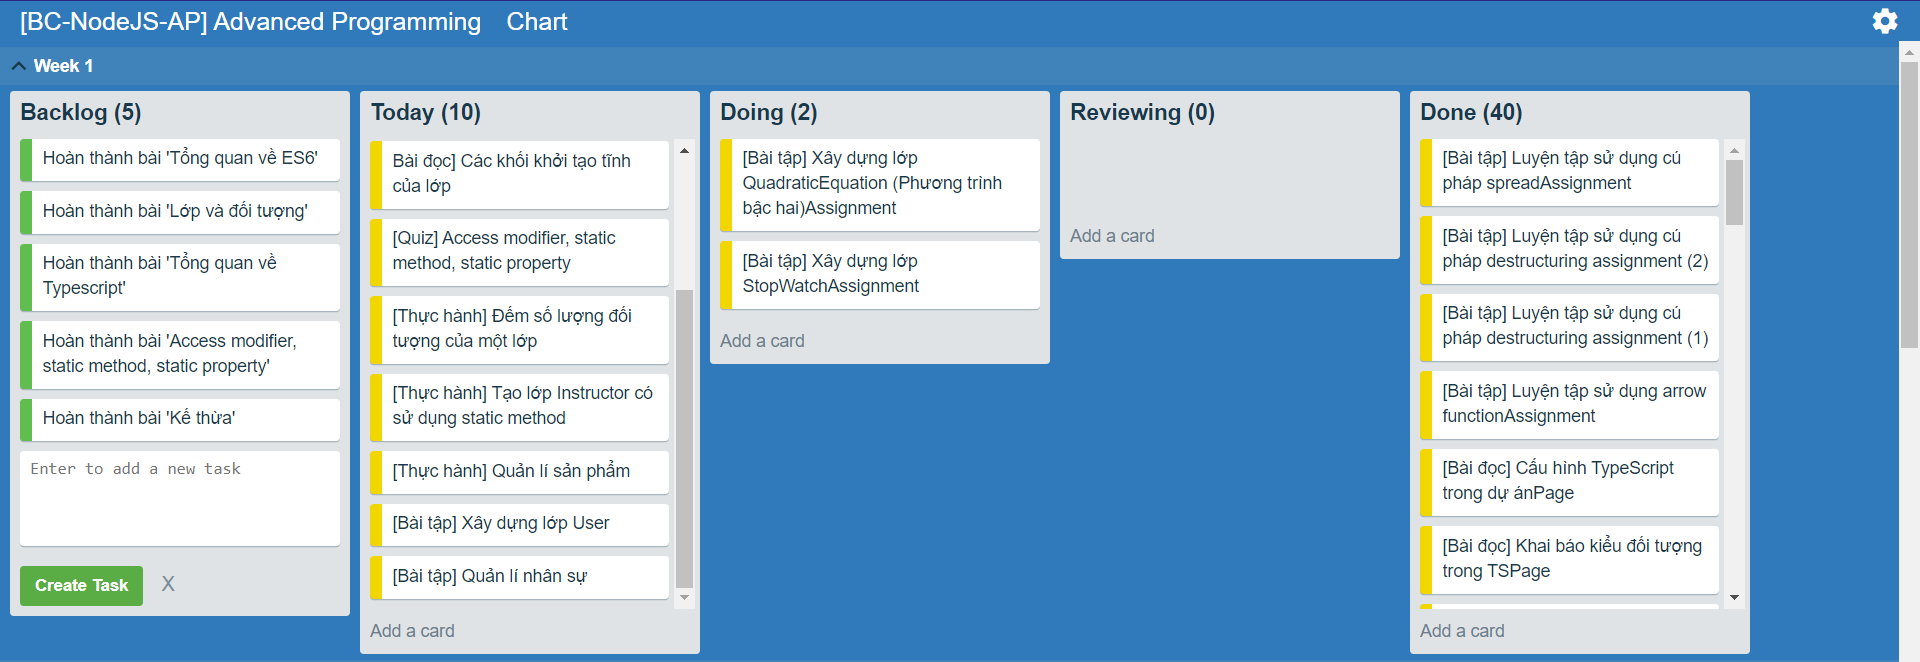 [BC-NodeJS-AP] Advanced Programming Chart
Week 1
Backlog (5)
Hoàn thành bài 'Tổng quan về ES6'
Hoàn thành bài 'Lớp và đối tượng'
Hoàn thành bài 'Tổng quan về
Typescript'
Hoàn thành bài 'Access modifier,
static method, static property'
Hoàn thành bài 'Kế thừa'
Enter to add a new task
Create Task X
Today (10)
Bài đọc] Các khối khởi tạo tĩnh
của lớp
[Quiz] Access modifier, static
method, static property
[Thực hành] Đếm số lượng đối
tượng của một lớp
[Thực hành] Tạo lớp Instructor có
sử dụng static method
[Thực hành] Quản lí sản phẩm
[Bài tập] Xây dựng lớp User
[Bài tập] Quản lí nhân sự
Add a card
Doing (2)
[Bài tập] Xây dựng lớp
QuadraticEquation (Phương trình
bậc hai)Assignment
[Bài tập] Xây dựng lớp
StopWatchAssignment
Add a card
Reviewing (0)
Add a card
Done (40)
[Bài tập] Luyện tập sử dụng cú
pháp spreadAssignment
[Bài tập] Luyện tập sử dụng cú
pháp destructuring assignment (2)
[Bài tập] Luyện tập sử dụng cú
pháp destructuring assignment (1)
[Bài tập] Luyện tập sử dụng arrow
functionAssignment
[Bài đọc] Cấu hình TypeScript
trong dự ánPage
[Bài đọc] Khai báo kiểu đối tượng
trong TSPage
Add a card